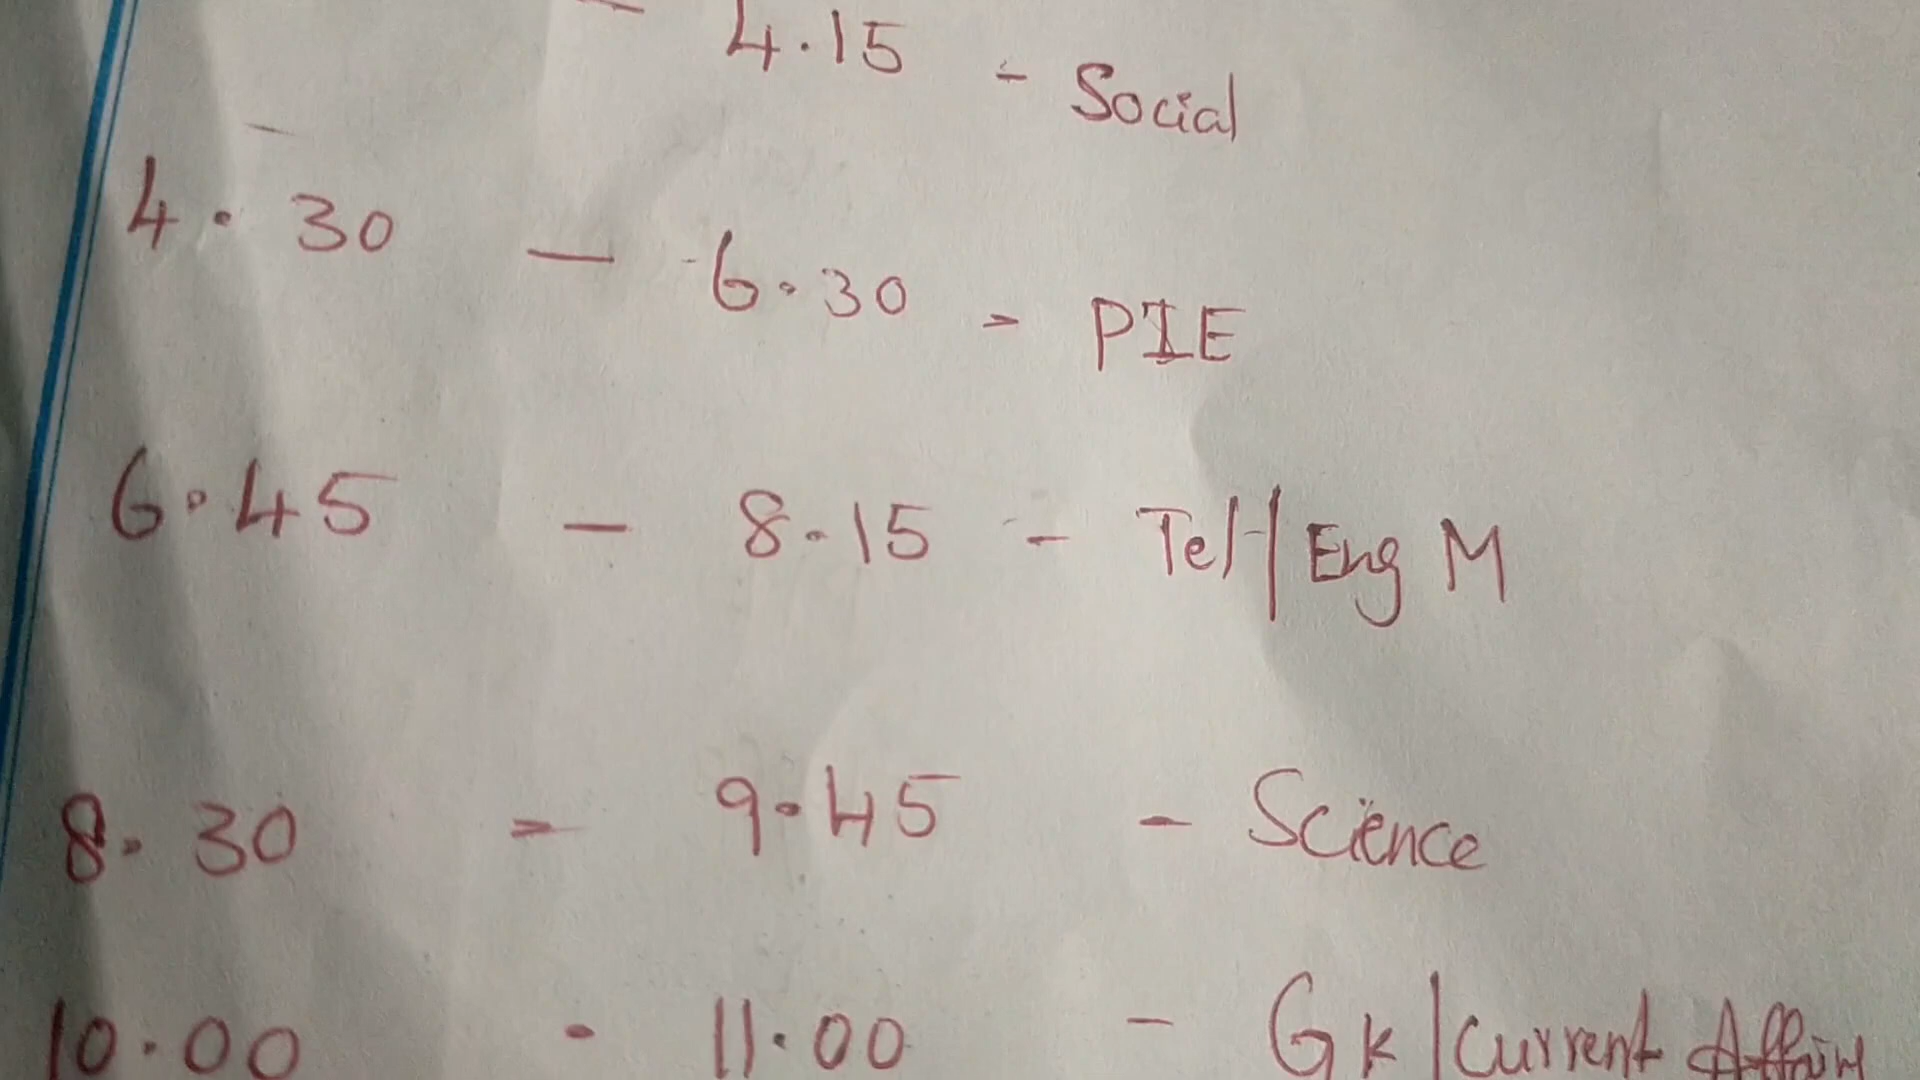 - 4.15 - Social
4.30 - 6.30 - PIE
6.45 - 8.15 - Tel/Eng M
8.30 - 9.45 - Science
10.00 - 11.00 - GK/Current Affairs